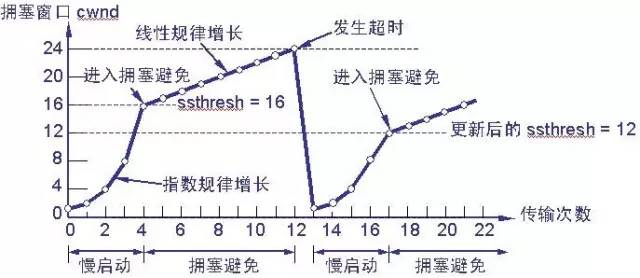 拥塞窗口 cwnd
线性规律增长
发生超时
24
进入拥塞避免
进入拥塞避免
20
16
ssthresh = 16
12
更新后的 ssthresh = 12
8
4
指数规律增长
0
0 2 4 6 8 10 12 14 16 18 20 22
传输次数
慢启动 拥塞避免 慢启动 拥塞避免